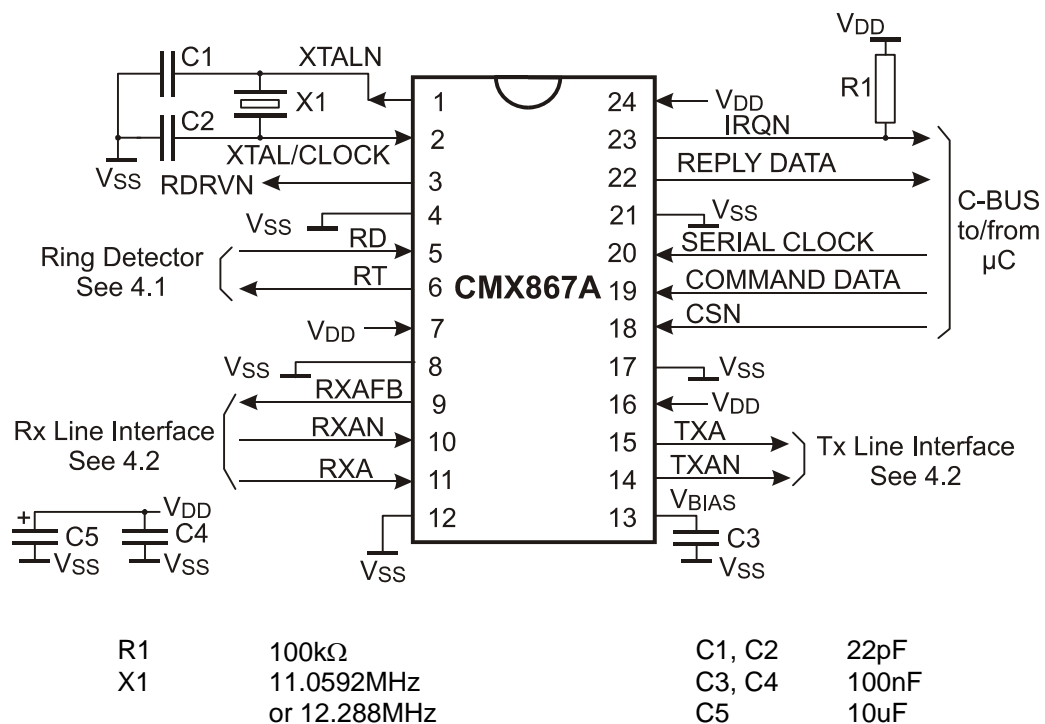 VDD
C1
XTALN
R1
X1
1
24
VDD
C2
2
23
IRQN
VSS
XTAL/CLOCK
RDRVN
3
22
REPLY DATA
VSS
4
21
VSS
C-BUS
to/from
µC
Ring Detector
See 4.1
RD
5
20
SERIAL CLOCK
RT
6
CMX867A
19
COMMAND DATA
VDD
7
18
CSN
VSS
8
17
VSS
RXAFB
9
16
VDD
Rx Line Interface
See 4.2
RXAN
10
15
TXA
Tx Line Interface
See 4.2
RXA
11
14
TXAN
+
VDD
C5
C4
VSS
VSS
12
VSS
13
VBIAS
C3
VSS
R1 100kΩ C1, C2 22pF
X1 11.0592MHz C3, C4 100nF
or 12.288MHz C5 10uF